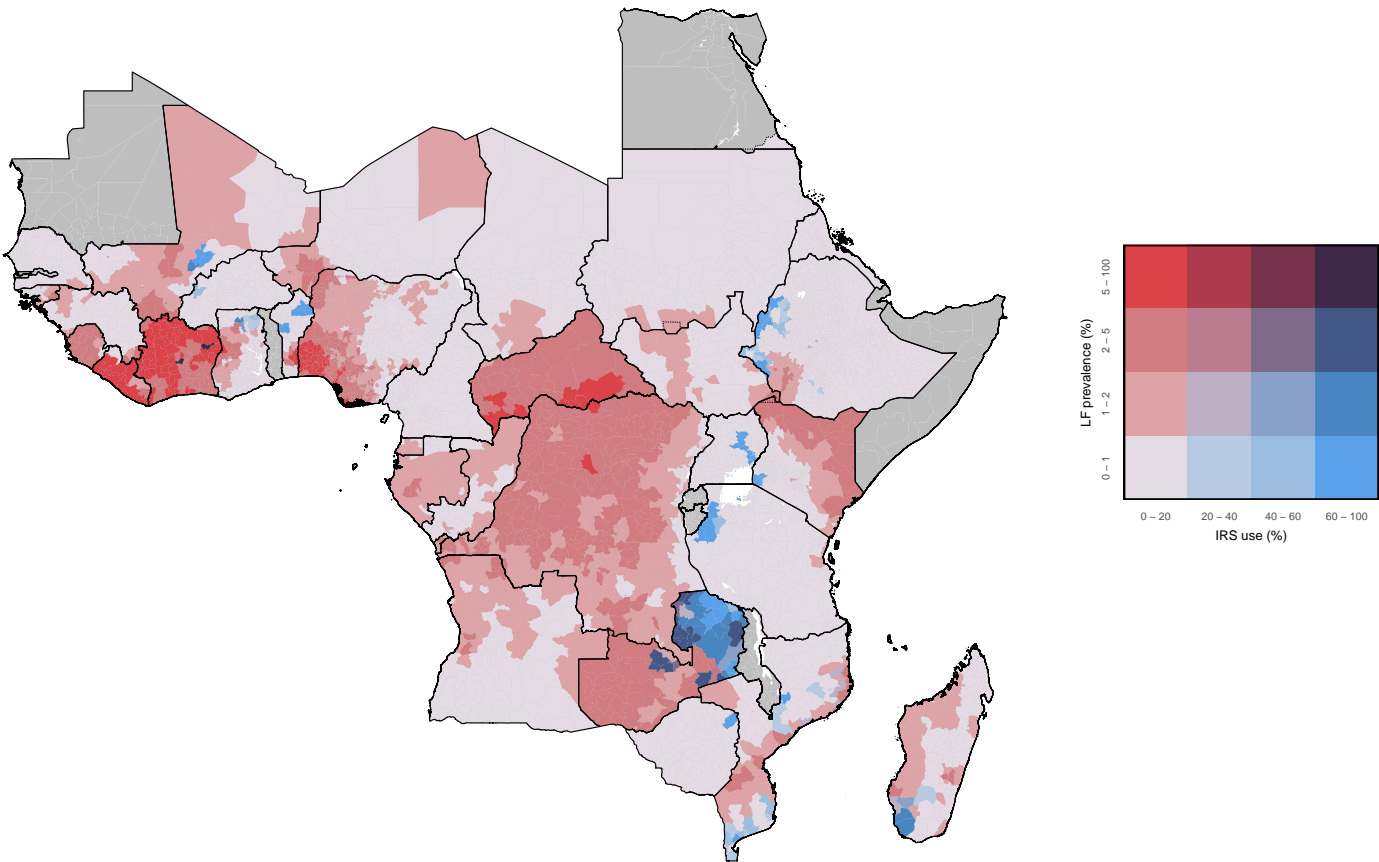 LF prevalence (%)
5 – 100
2 – 5
1 – 2
0 – 1
0 – 20
20 – 40
40 – 60
60 – 100
IRS use (%)